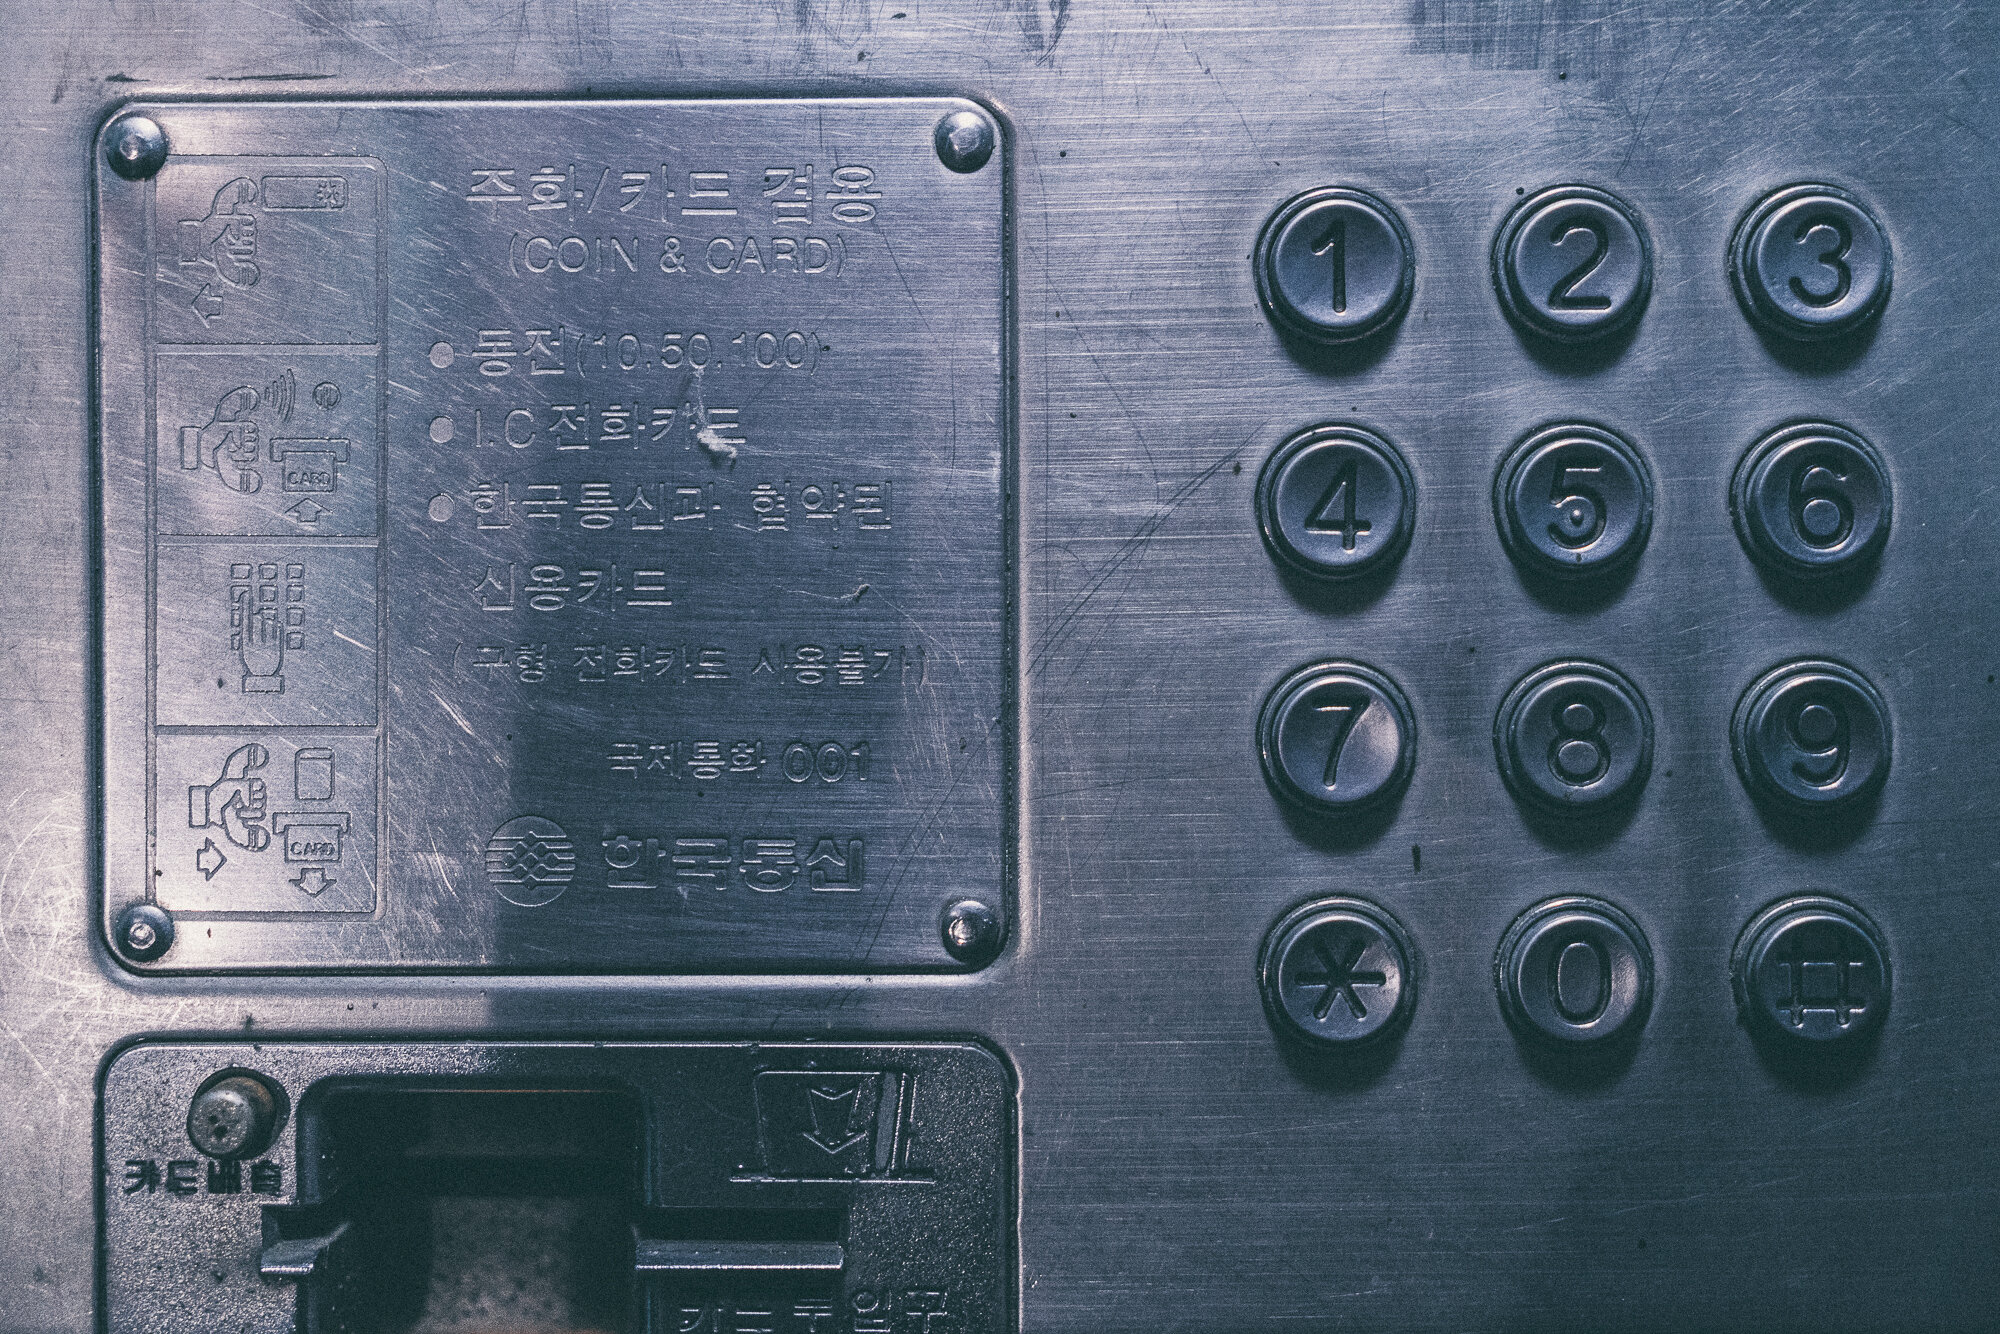 주화/카드 겸용
(COIN & CARD)
● 동전(10.50.100)
● I.C 전화카드
● 한국통신과 협약된
신용카드
(구형 전화카드 사용불가)
국제통화 001
한국통신
CARD
CARD
1 2 3
4 5 6
7 8 9
* 0 #
카드배출
카드투입구